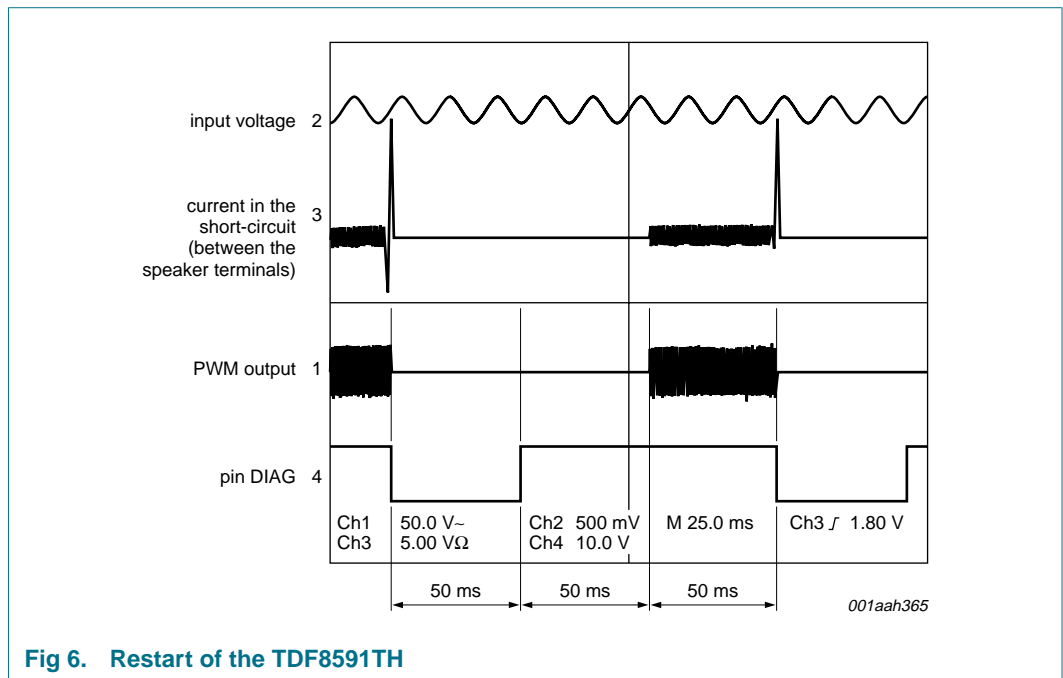 input voltage 2
current in the
short-circuit
(between the
speaker terminals)
3
PWM output 1
pin DIAG 4
Ch1 50.0 V~ Ch2 500 mV M 25.0 ms Ch3 ⨍ 1.80 V
Ch3 5.00 VΩ Ch4 10.0 V
50 ms 50 ms 50 ms
001aah365
Fig 6. Restart of the TDF8591TH